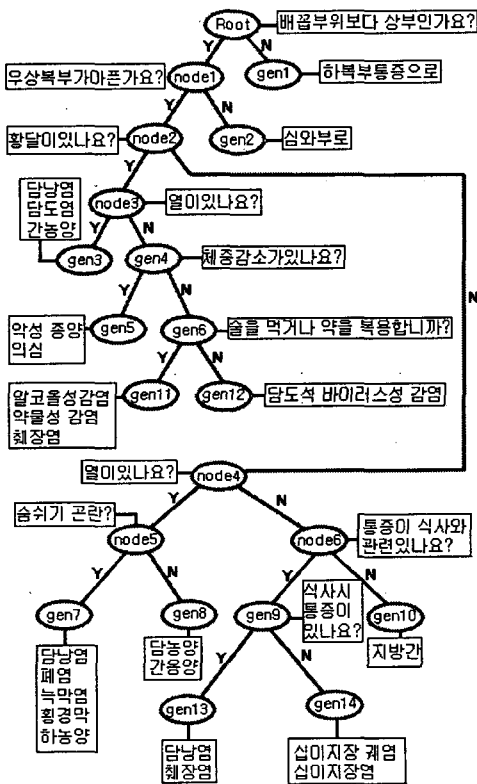 Root
배꼽부위보다 상부인가요?
Y
N
우상복부가마픈가요?
node1
gen1
하복부통증으로
Y
N
황달이있나요?
node2
gen2
심와부로
Y
담낭염
담도염
간농양
node3
열이있나요?
Y
N
gen3
gen4
체중감소가있나요?
N
Y
N
악성 종양
의심
gen5
gen6
술을 먹거나 약을 복용합니까?
Y
N
알코올성감염
약물성 감염
췌장염
gen11
gen12
담도석 바이러스성 감염
열이있나요?
node4
Y
N
숨쉬기 곤란?
node5
node6
통증이 식사와
관련있나요?
Y
N
Y
N
gen7
gen8
gen9
식사시
통증이
있나요?
gen10
담낭염
폐염
늑막염
횡경막
하농양
담농양
간용양
지방간
Y
N
gen13
gen14
담낭염
췌장염
십이지장 궤염
십이지장염